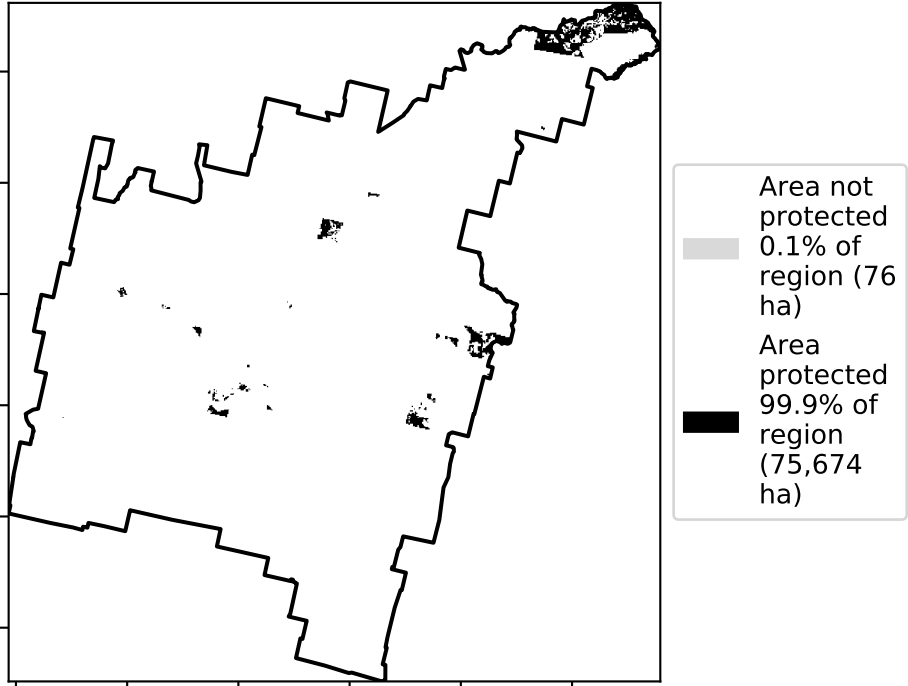 Area not
protected
0.1% of
region (76
ha)
Area
protected
99.9% of
region
(75,674
ha)